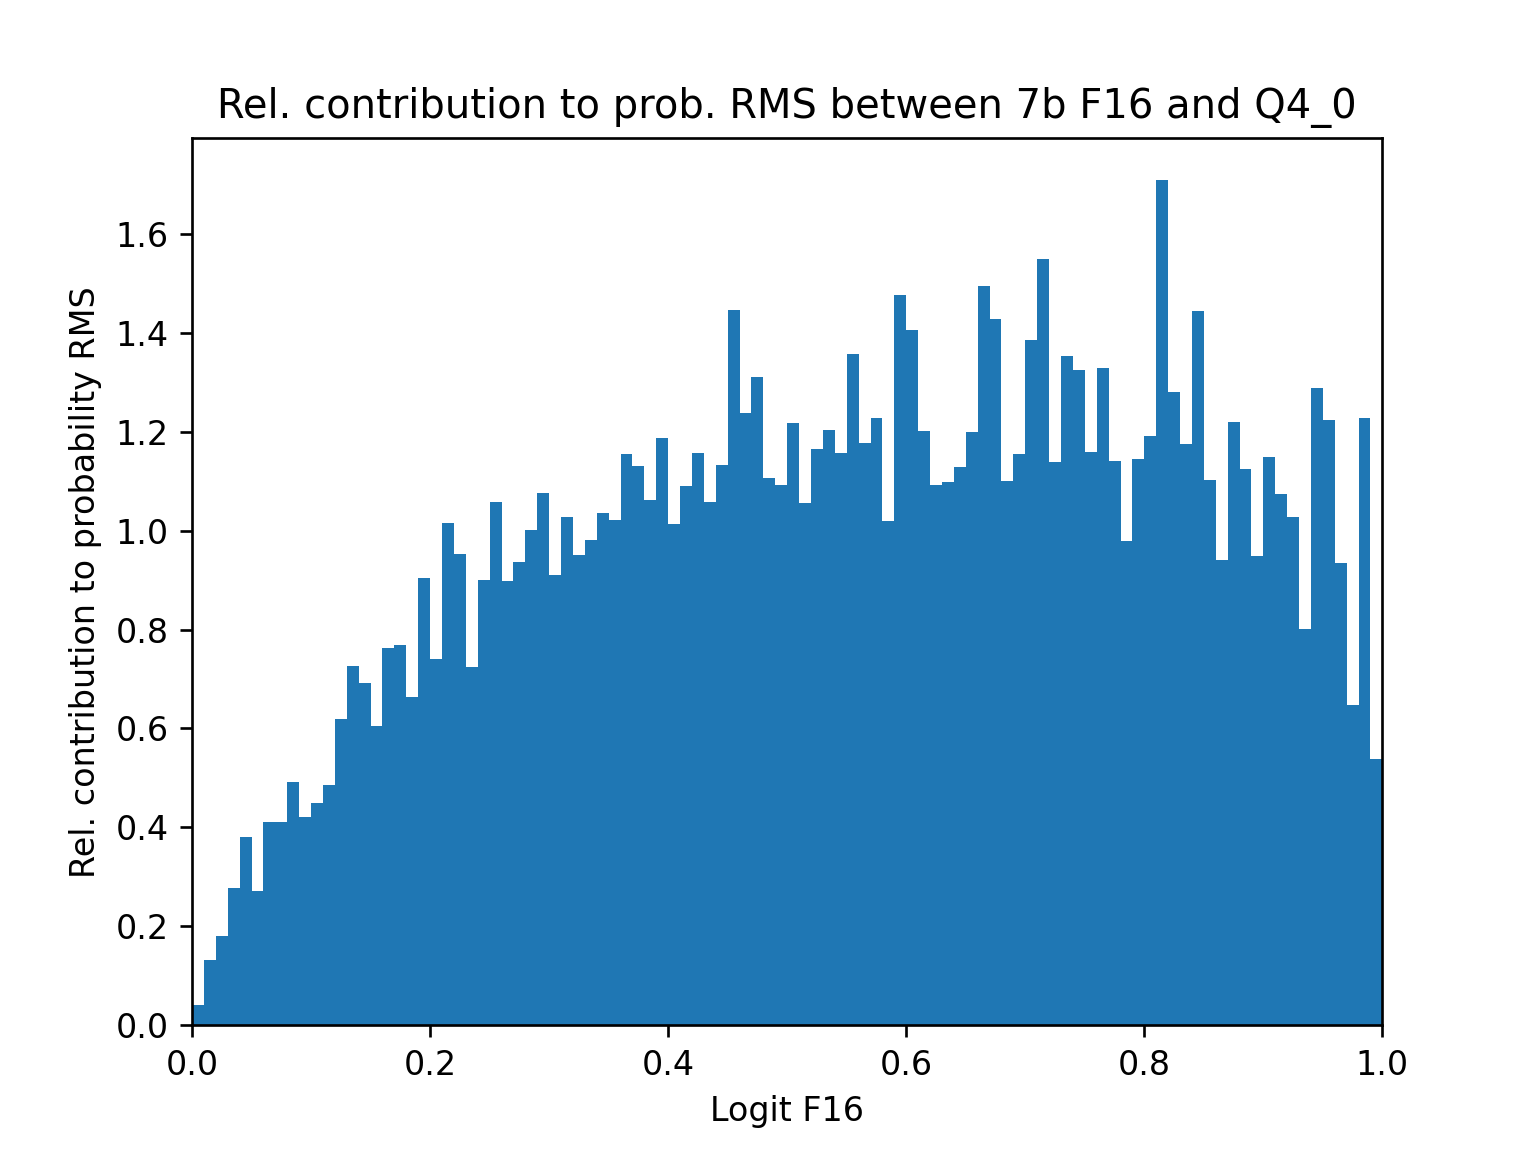 Rel. contribution to prob. RMS between 7b F16 and Q4_0
Rel. contribution to probability RMS
1.6
1.4
1.2
1.0
0.8
0.6
0.4
0.2
0.0
0.0 0.2 0.4 0.6 0.8 1.0
Logit F16